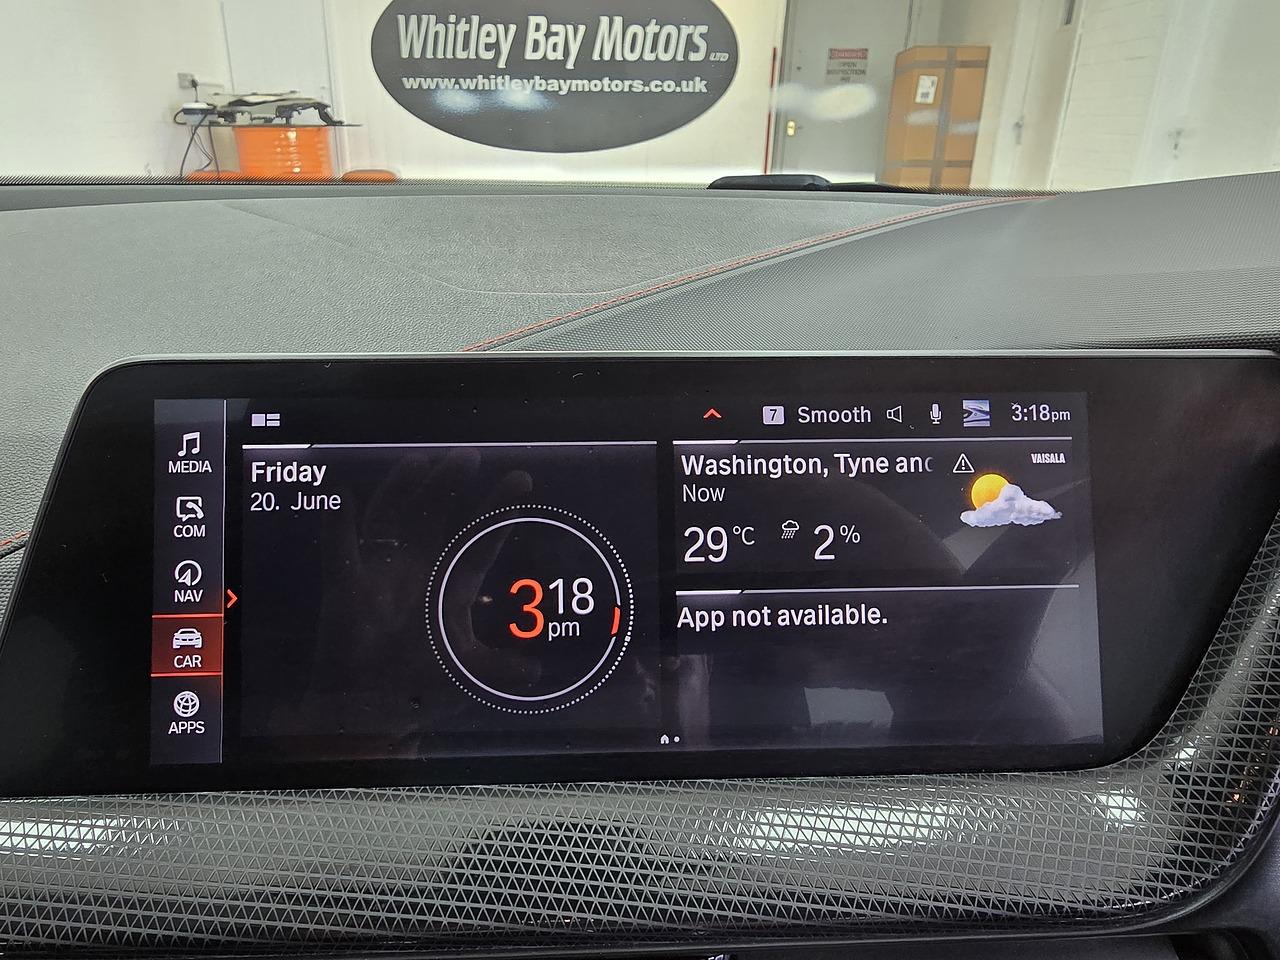 Whitley Bay Motors LTD
www.whitleybaymotors.co.uk
7 Smooth 3:18pm
MEDIA
COM
NAV
CAR
APPS
Friday
20. June
3 18
pm
Washington, Tyne an
VAISALA
Now
29°C 2%
App not available.